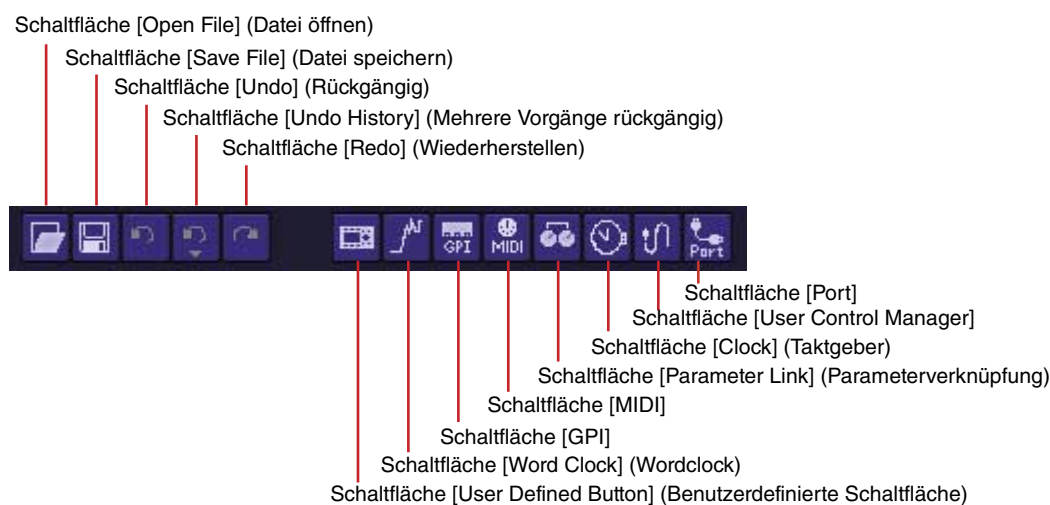 Schaltfläche [Open File] (Datei öffnen)
Schaltfläche [Save File] (Datei speichern)
Schaltfläche [Undo] (Rückgängig)
Schaltfläche [Undo History] (Mehrere Vorgänge rückgängig)
Schaltfläche [Redo] (Wiederherstellen)
GPI
MIDI
Port
Schaltfläche [Port]
Schaltfläche [User Control Manager]
Schaltfläche [Clock] (Taktgeber)
Schaltfläche [Parameter Link] (Parameterverknüpfung)
Schaltfläche [MIDI]
Schaltfläche [GPI]
Schaltfläche [Word Clock] (Wordclock)
Schaltfläche [User Defined Button] (Benutzerdefinierte Schaltfläche)